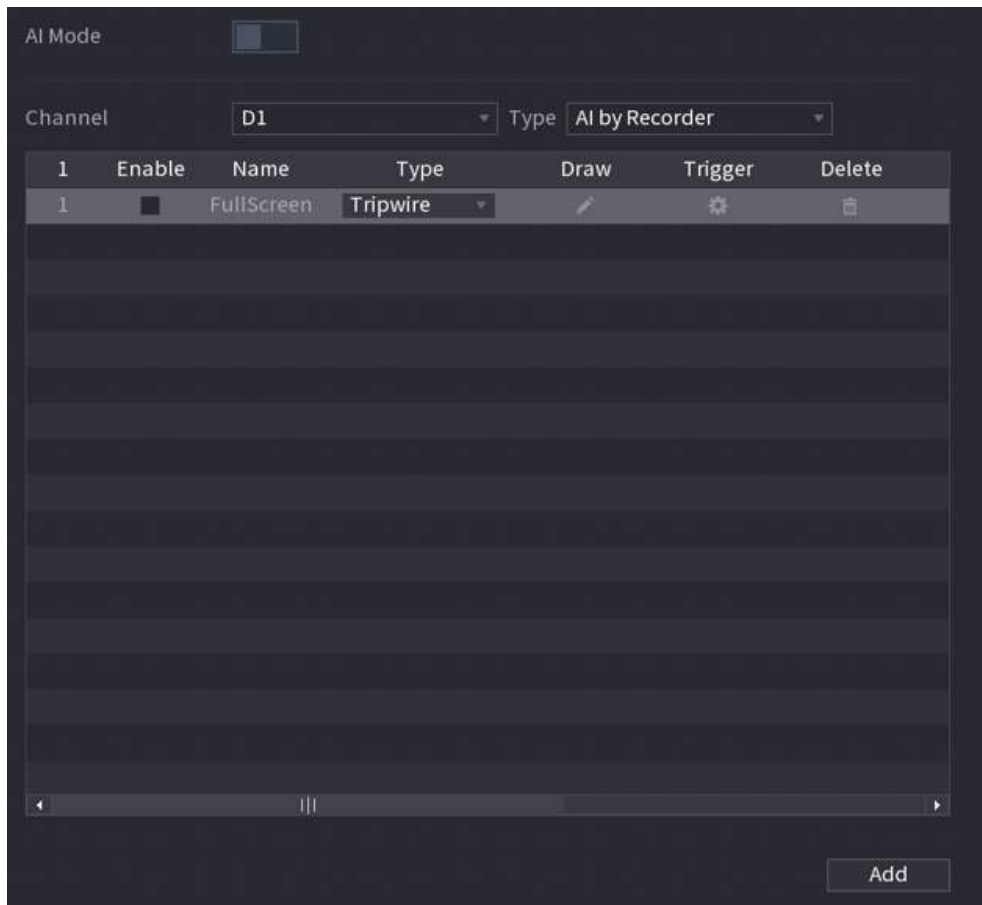 AI Mode
Channel D1 Type AI by Recorder
1 Enable Name Type Draw Trigger Delete
1 FullScreen Tripwire
Add